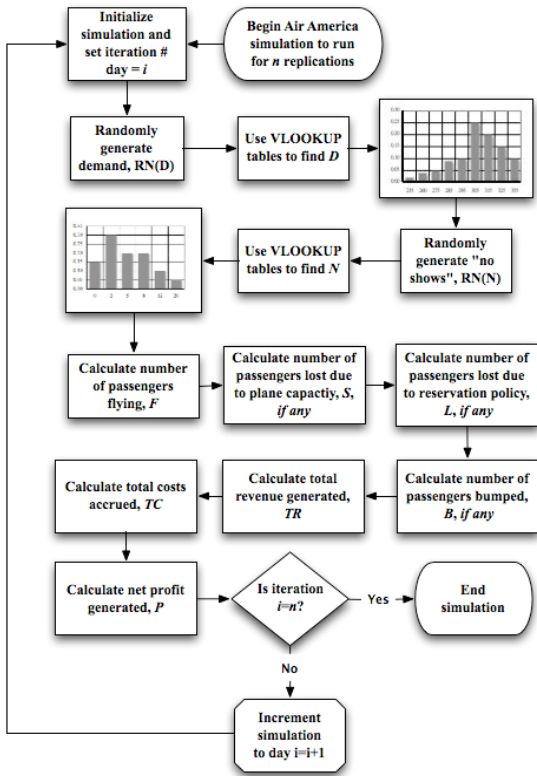 Initialize
simulation and
set iteration #
day = i
Begin Air America
simulation to run
for n replications
Randomly
generate
demand, RN(D)
Use VLOOKUP
tables to find D
Use VLOOKUP
tables to find N
Randomly
generate "no
shows", RN(N)
Calculate number
of passengers
flying, F
Calculate number of
passengers lost due
to plane capactiy, S,
if any
Calculate number of
passengers lost due
to reservation policy,
L, if any
Calculate total costs
accrued, TC
Calculate total
revenue generated,
TR
Calculate number of
passengers bumped,
B, if any
Calculate net profit
generated, P
Is iteration
i=n?
Yes
End
simulation
No
Increment
simulation
to day i=i+1